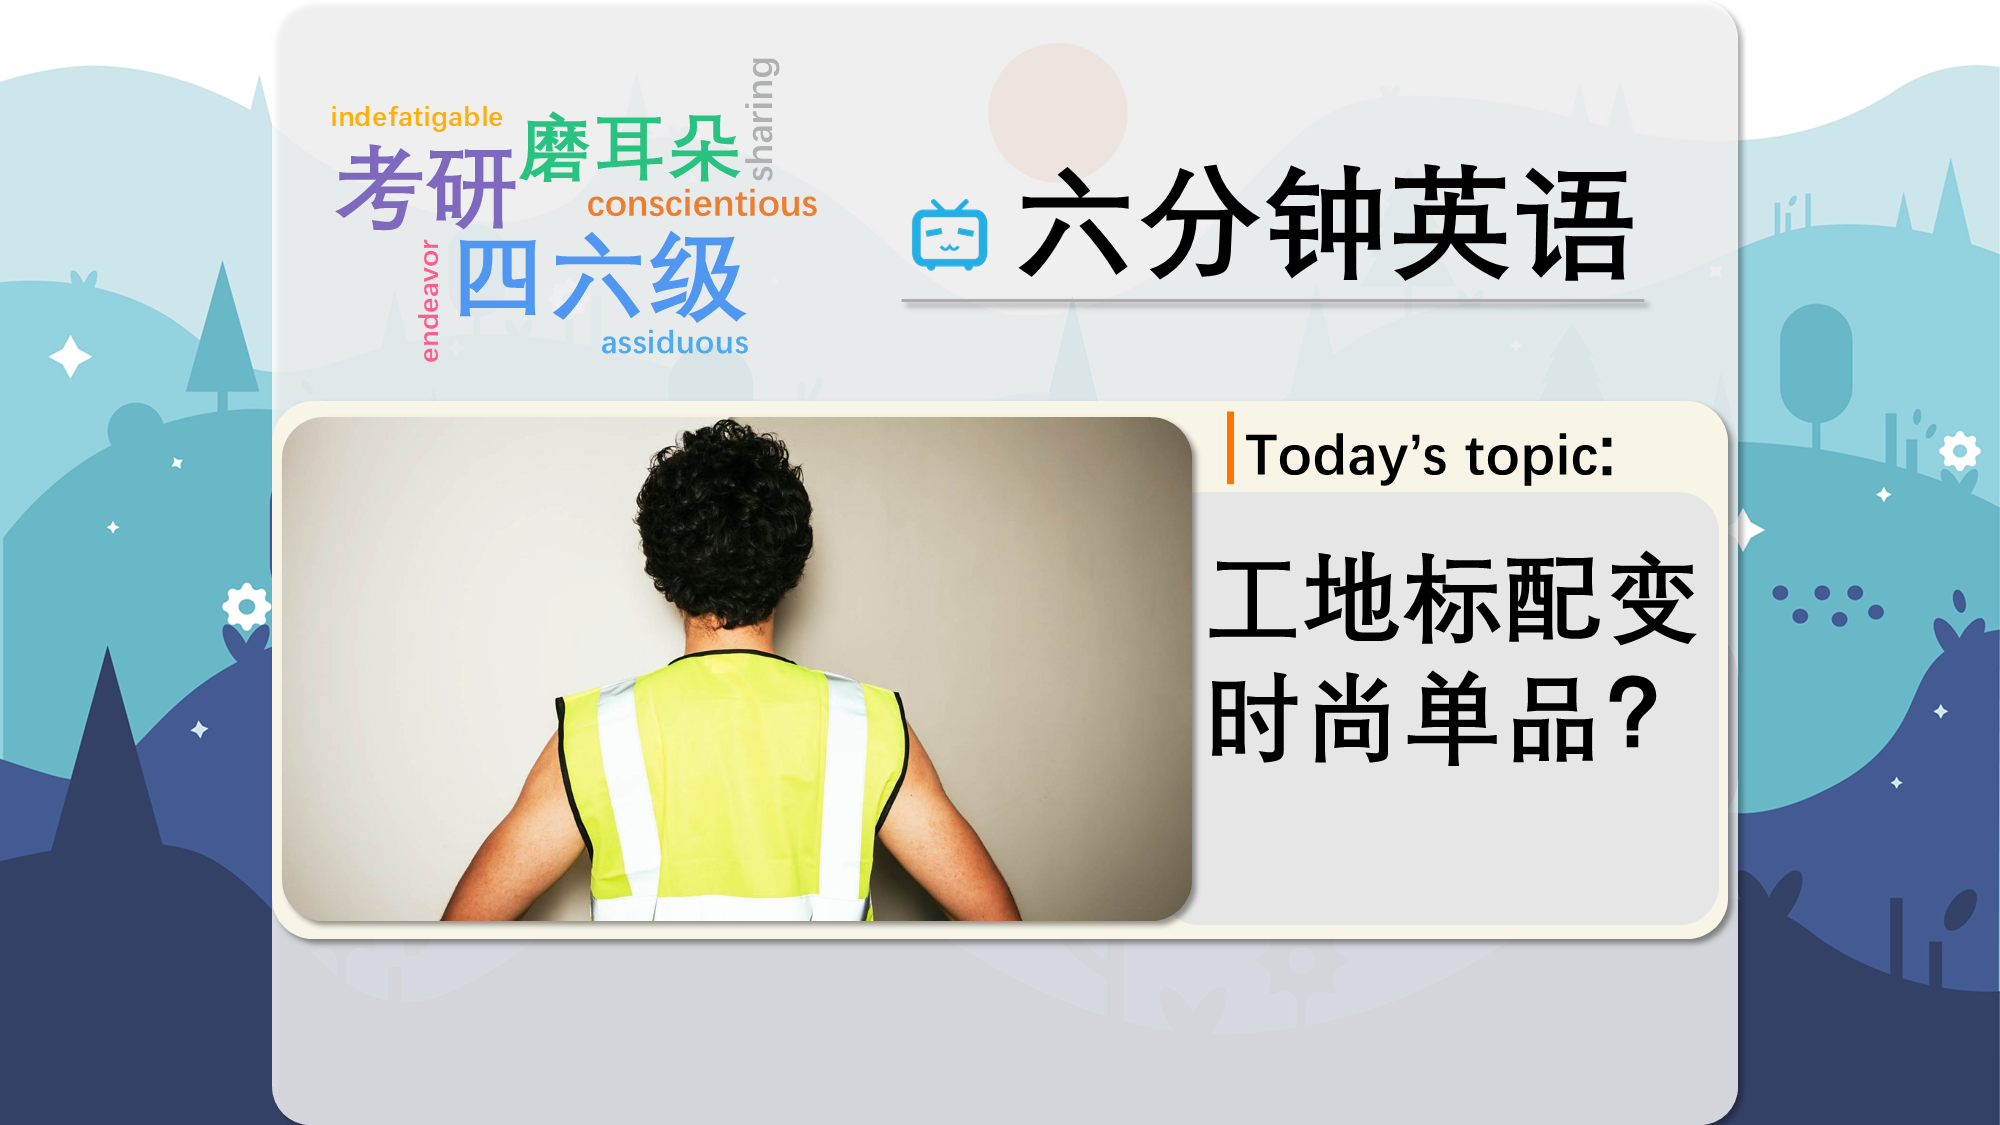 indefatigable
磨耳朵
sharing
考研
conscientious
endeavor
四六级
assiduous
六分钟英语
Today’s topic:
工地标配变
时尚单品?